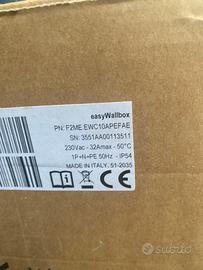 easyWallbox
PN: F2ME.EWC10APEFAE
SN: 3551AA00113511
230Vac - 32Amax - 50°C
1P+N+PE 50Hz - IP54
MADE IN ITALY, 51-2035
subito